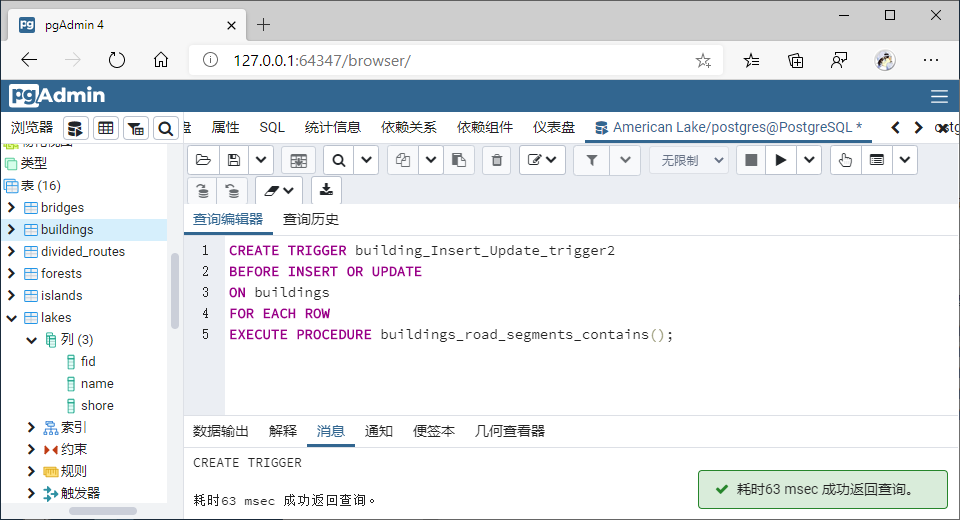 pgAdmin 4
127.0.0.1:64347/browser/
pgAdmin
浏览器 属性 SQL 统计信息 依赖关系 依赖组件 仪表盘 American Lake/postgres@PostgreSQL *
类型
表 (16)
bridges
buildings
divided_routes
forests
islands
lakes
列 (3)
fid
name
shore
索引
约束
规则
触发器
无限制
查询编辑器 查询历史
1 CREATE TRIGGER building_Insert_Update_trigger2
2 BEFORE INSERT OR UPDATE
3 ON buildings
4 FOR EACH ROW
5 EXECUTE PROCEDURE buildings_road_segments_contains();
数据输出 解释 消息 通知 便签本 几何查看器
CREATE TRIGGER
耗时63 msec 成功返回查询。
耗时63 msec 成功返回查询。